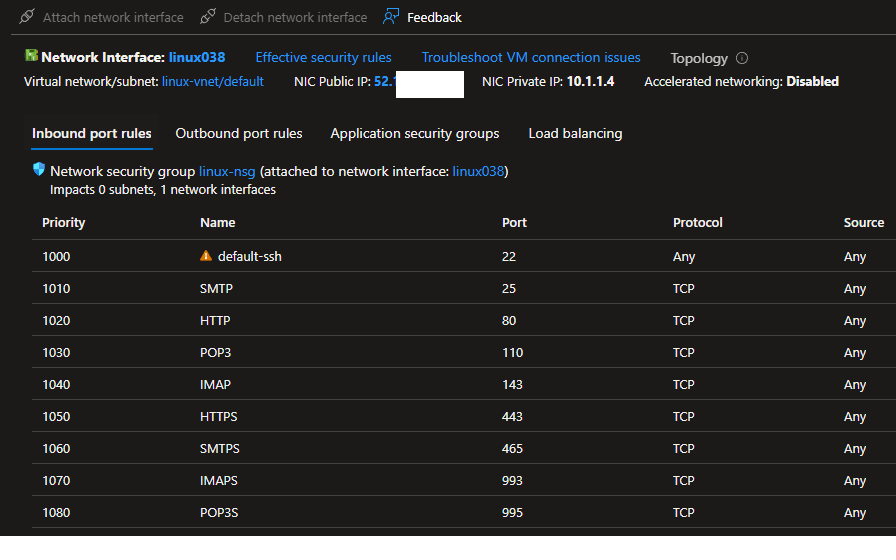 Attach network interface Detach network interface Feedback
Network Interface: linux038 Effective security rules Troubleshoot VM connection issues Topology
Virtual network/subnet: linux-vnet/default NIC Public IP: 52. NIC Private IP: 10.1.1.4 Accelerated networking: Disabled
Inbound port rules Outbound port rules Application security groups Load balancing
Network security group linux-nsg (attached to network interface: linux038)
Impacts 0 subnets, 1 network interfaces
Priority Name Port Protocol Source
1000 default-ssh 22 Any Any
1010 SMTP 25 TCP Any
1020 HTTP 80 TCP Any
1030 POP3 110 TCP Any
1040 IMAP 143 TCP Any
1050 HTTPS 443 TCP Any
1060 SMTPS 465 TCP Any
1070 IMAPS 993 TCP Any
1080 POP3S 995 TCP Any